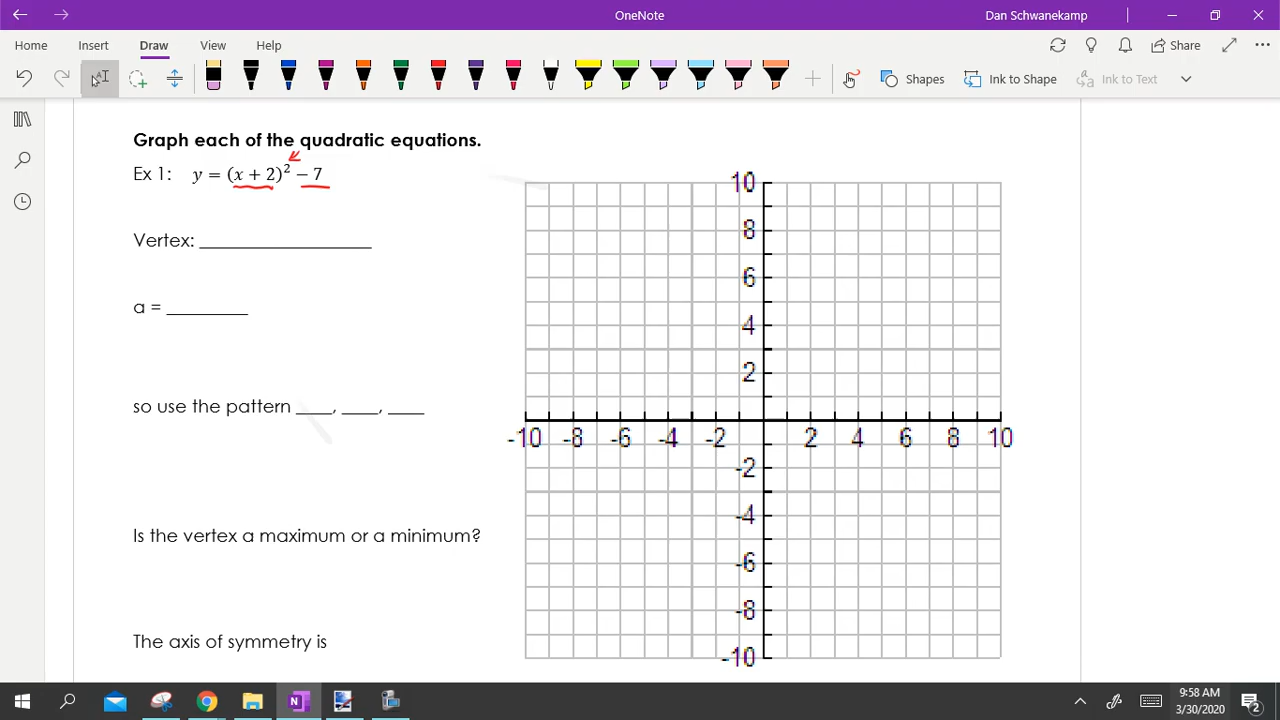 OneNote
Dan Schwanekamp
Home Insert Draw View Help
Share
Shapes Ink to Shape Ink to Text
Graph each of the quadratic equations.
Ex 1: y = (x + 2)² − 7
Vertex: ___________________
a = _________
so use the pattern ____, ____, ____
Is the vertex a maximum or a minimum?
The axis of symmetry is
10
8
6
4
2
-10 -8 -6 -4 -2 2 4 6 8 10
-2
-4
-6
-8
-10
9:58 AM
3/30/2020
2